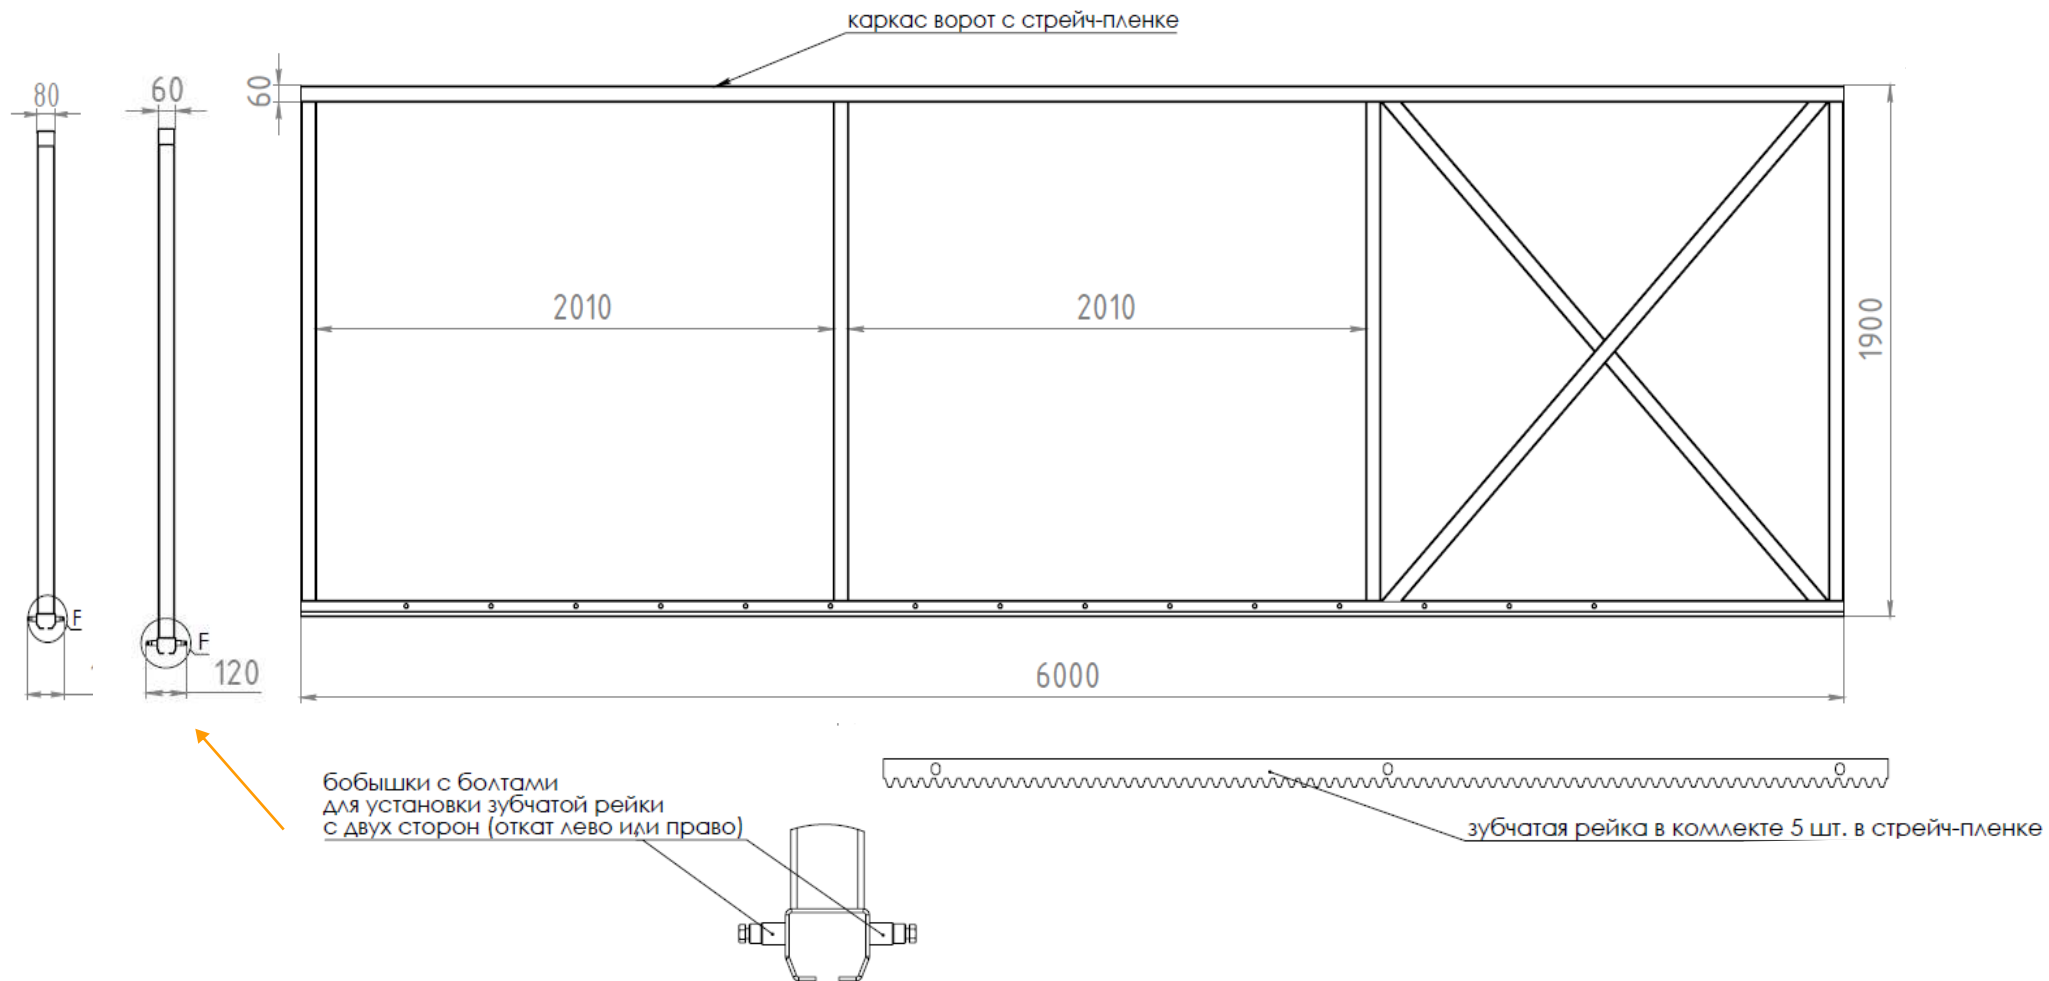 каркас ворот с стрейч-пленке
80
60
60
2010
2010
1900
F
F
120
6000
бобышки с болтами
для установки зубчатой рейки
с двух сторон (откат лево или право)
зубчатая рейка в комлекте 5 шт. в стрейч-пленке